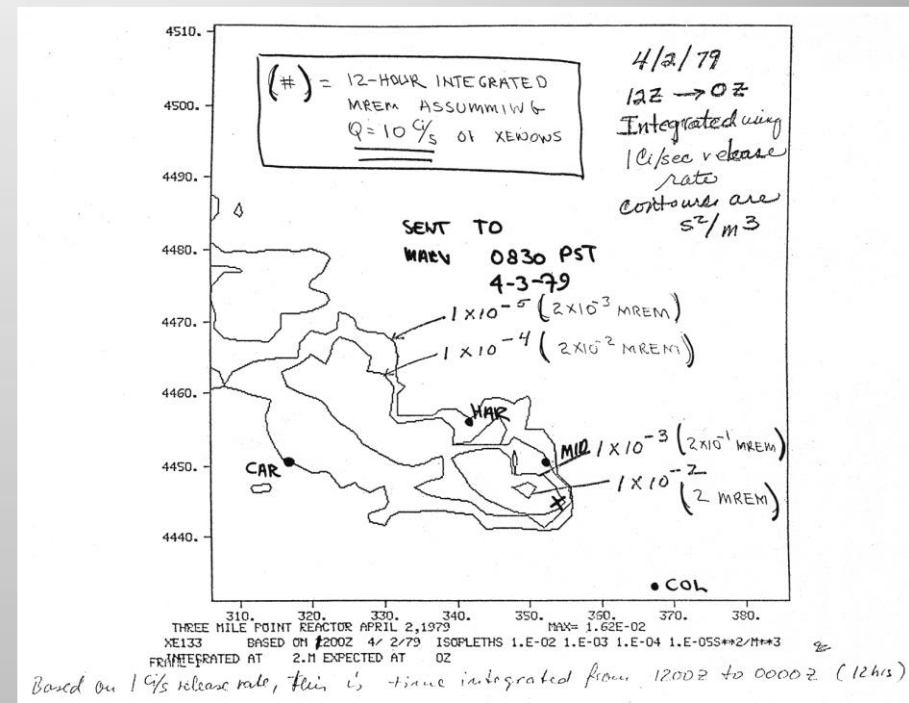 4510.
4500.
4490.
4480.
4470.
4460.
4450.
4440.
(#) = 12-HOUR INTEGRATED
MREM ASSUMMING
Q = 10 Ci/s OF XENONS
4/2/79
12Z → 0Z
Integrated using
1 Ci/sec release
rate
contours are
s²/m3
SENT TO
MARV 0830 PST
4-3-79
1 × 10⁻⁵ (2×10⁻³ MREM)
1 × 10⁻⁴ (2×10⁻² MREM)
HAR
MID 1 × 10⁻³ (2×10⁻¹ MREM)
1 × 10⁻²
(2 MREM)
CAR
X
COL
310. 320. 330. 340. 350. 360. 370. 380.
THREE MILE POINT REACTOR APRIL 2,1979 MAX= 1.62E-02
XE133 BASED ON 1200Z 4/ 2/79 ISOPLETHS 1.E-02 1.E-03 1.E-04 1.E-05S**2/M**3
INTEGRATED AT 2.M EXPECTED AT 0Z
Based on 1 Ci/s release rate, this is time integrated from 1200Z to 0000Z (12hrs)